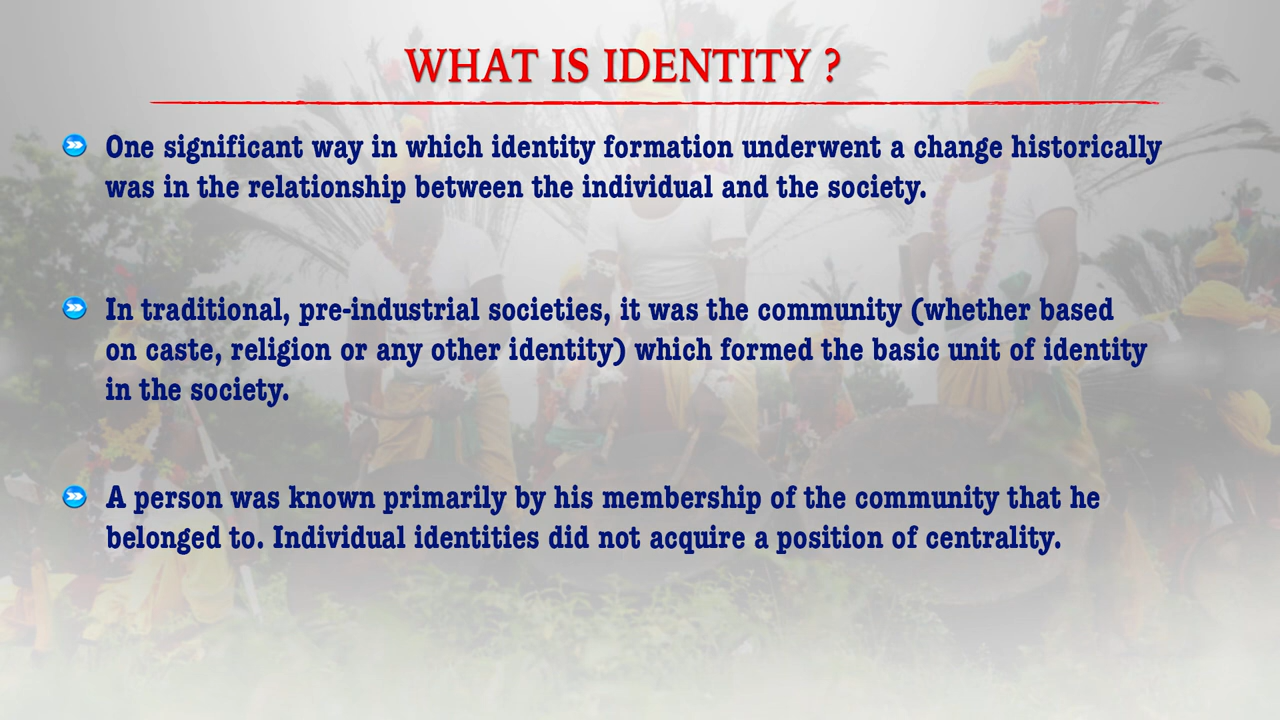 WHAT IS IDENTITY ?
One significant way in which identity formation underwent a change historically
was in the relationship between the individual and the society.
In traditional, pre-industrial societies, it was the community (whether based
on caste, religion or any other identity) which formed the basic unit of identity
in the society.
A person was known primarily by his membership of the community that he
belonged to. Individual identities did not acquire a position of centrality.